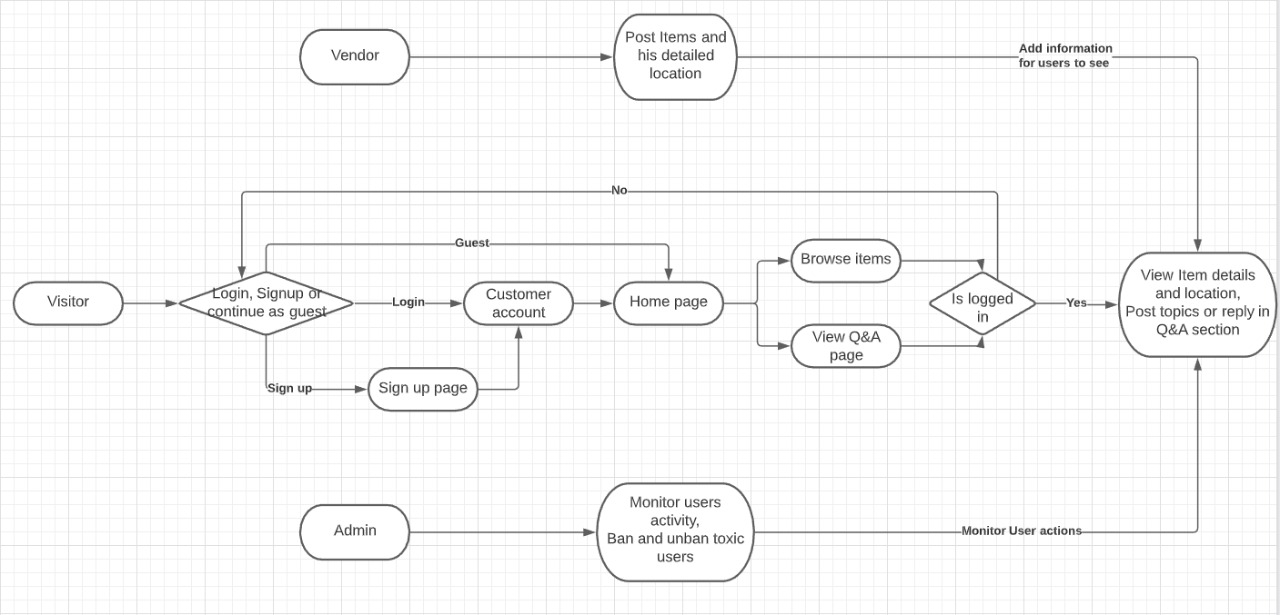 Vendor
Post Items and
his detailed
location
Add information
for users to see
No
Guest
Visitor
Login, Signup or
continue as guest
Login
Customer
account
Home page
Browse items
View Q&A
page
Is logged
in
Yes
View Item details
and location,
Post topics or reply in
Q&A section
Sign up
Sign up page
Admin
Monitor users
activity,
Ban and unban toxic
users
Monitor User actions